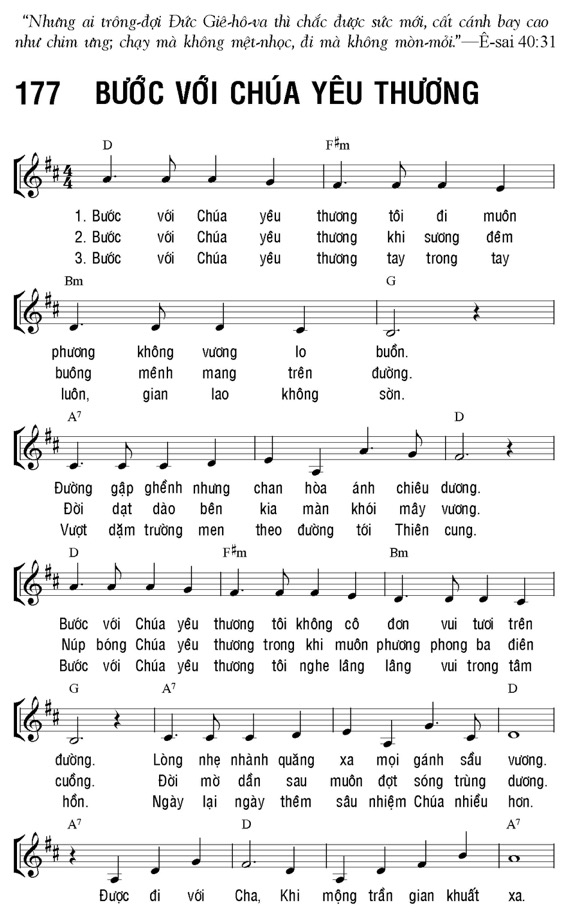 “Nhưng ai trông-đợi Đức Giê-hô-va thì chắc được sức mới, cất cánh bay cao
như chim ưng; chạy mà không mệt-nhọc, đi mà không mòn-mỏi.”—Ê-sai 40:31
177 BƯỚC VỚI CHÚA YÊU THƯƠNG
D F#m
4
4
1. Bước với Chúa yêu thương tôi đi muôn
2. Bước với Chúa yêu thương khi sương đêm
3. Bước với Chúa yêu thương tay trong tay
Bm G
phương không vương lo buồn.
buông mênh mang trên đường.
luôn, gian lao không sờn.
A7 D
Đường gập ghềnh nhưng chan hòa ánh chiêu dương.
Đời dạt dào bên kia màn khói mây vương.
Vượt dặm trường men theo đường tới Thiên cung.
D F#m Bm
Bước với Chúa yêu thương tôi không cô đơn vui tươi trên
Núp bóng Chúa yêu thương trong khi muôn phương phong ba điên
Bước với Chúa yêu thương tôi nghe lâng lâng vui trong tâm
G A7 D
đường. Lòng nhẹ nhành quăng xa mọi gánh sầu vương.
cuồng. Đời mờ dần sau muôn đợt sóng trùng dương.
hồn. Ngày lại ngày thêm sâu nhiệm Chúa nhiều hơn.
A7 D A7
Được đi với Cha, Khi mộng trần gian khuất xa.